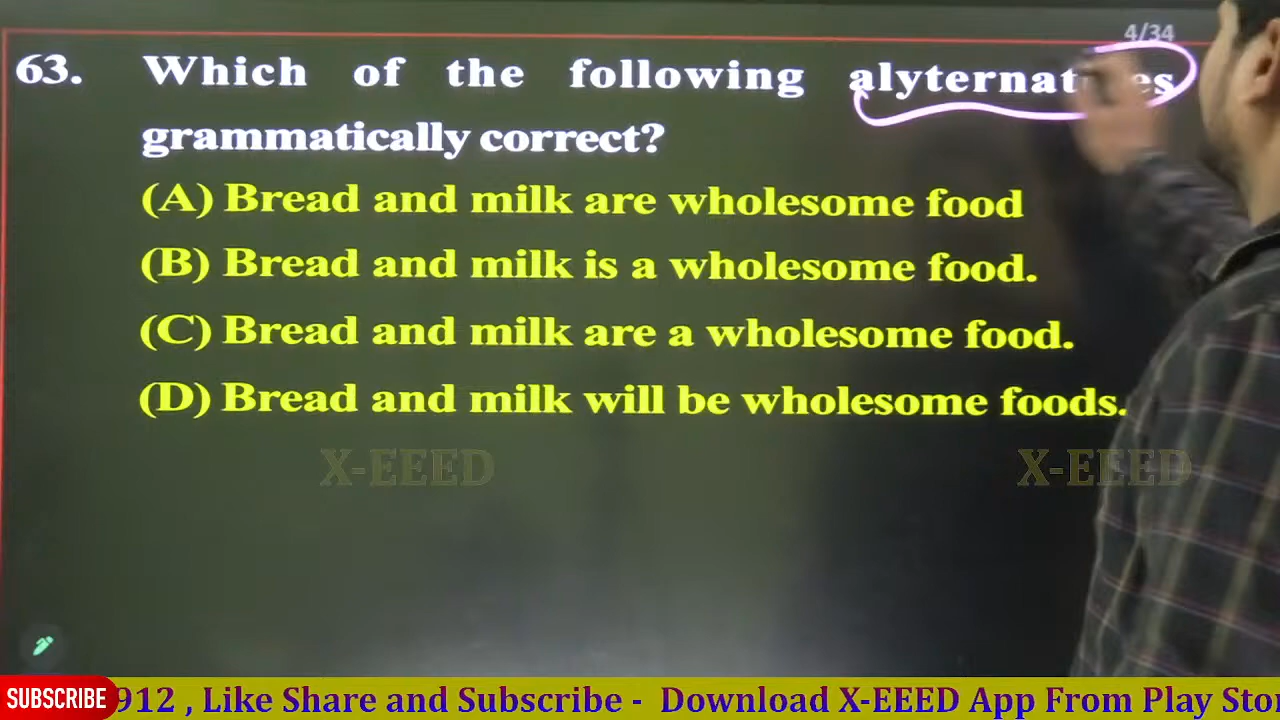 4/34
63. Which of the following
grammatically correct?
(A) Bread and milk are wholesome food
(B) Bread and milk is a wholesome food.
(C) Bread and milk are a wholesome food.
(D) Bread and milk will be wholesome foods.
X-EEED X-EEED
SUBSCRIBE 912 , Like Share and Subscribe - Download X-EEED App From Play